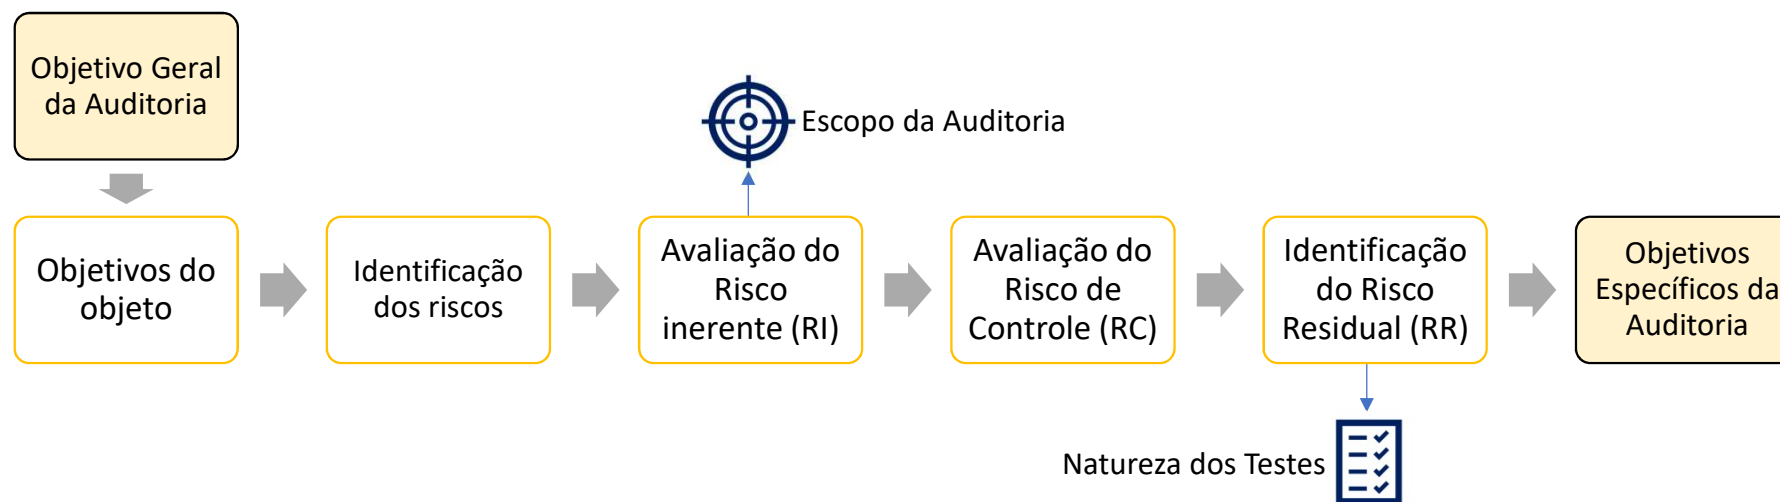 Objetivo Geral
da Auditoria
Escopo da Auditoria
Objetivos do
objeto
Identificação
dos riscos
Avaliação do
Risco
inerente (RI)
Avaliação do
Risco de
Controle (RC)
Identificação
do Risco
Residual (RR)
Objetivos
Específicos da
Auditoria
Natureza dos Testes